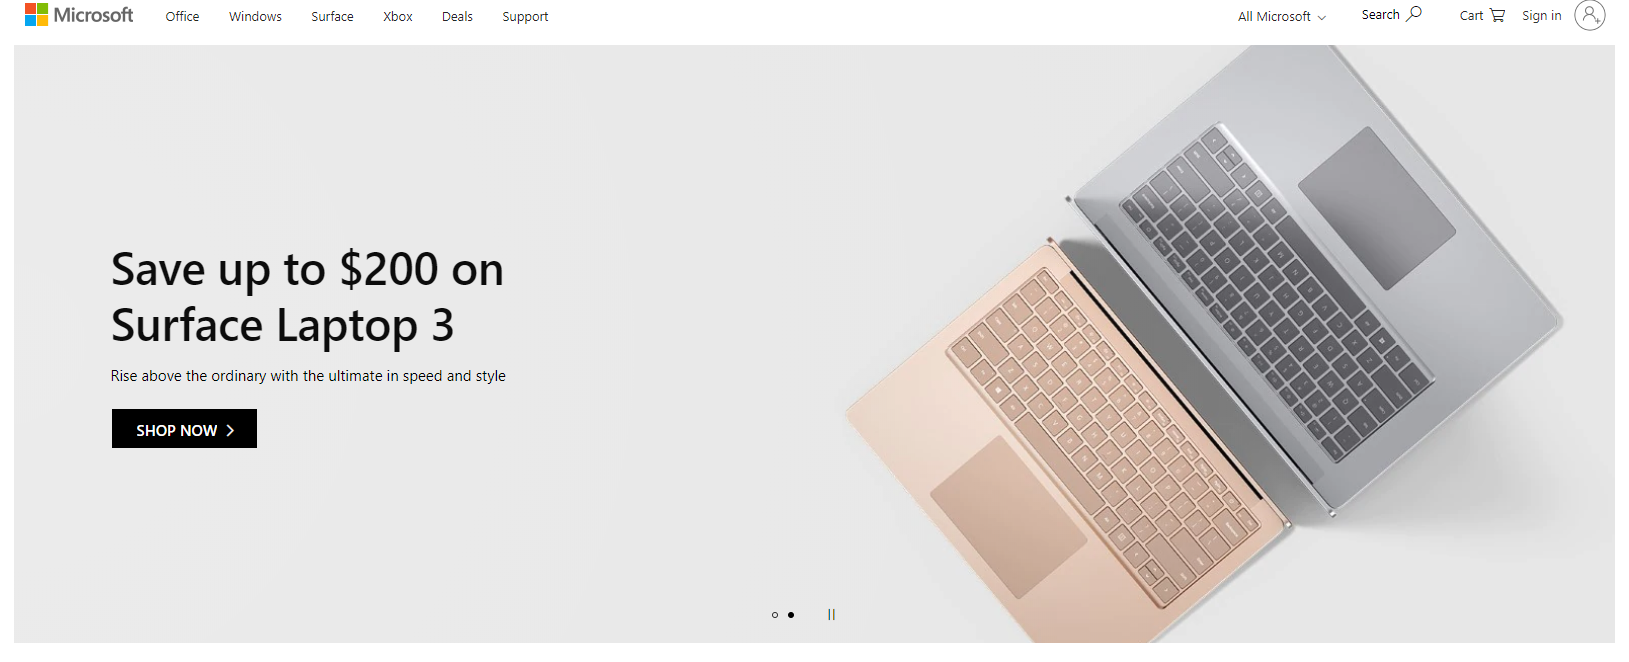 Microsoft Office Windows Surface Xbox Deals Support All Microsoft Search Cart Sign in
Save up to $200 on
Surface Laptop 3
Rise above the ordinary with the ultimate in speed and style
SHOP NOW